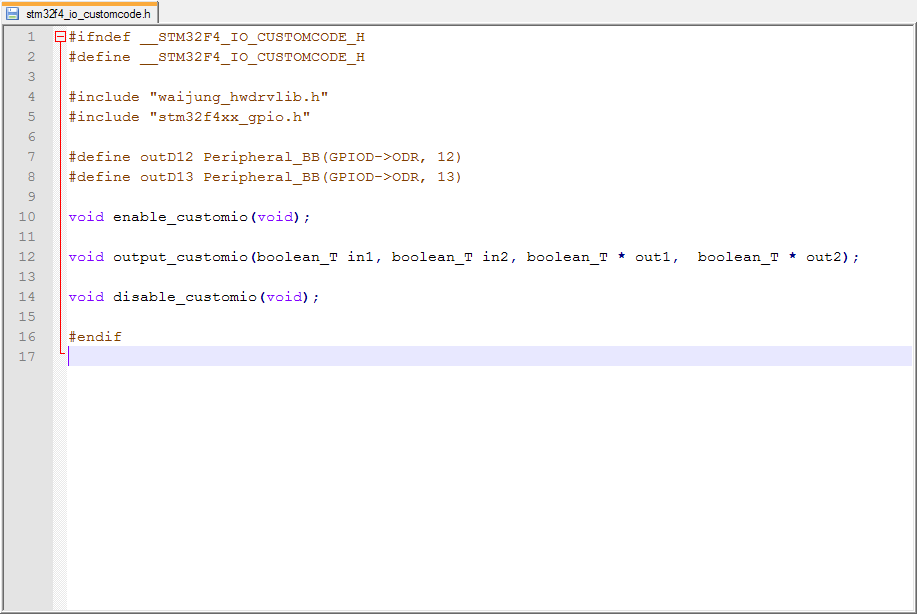 stm32f4_io_customcode.h
1 #ifndef __STM32F4_IO_CUSTOMCODE_H
2 #define __STM32F4_IO_CUSTOMCODE_H
3
4 #include "waijung_hwdrvlib.h"
5 #include "stm32f4xx_gpio.h"
6
7 #define outD12 Peripheral_BB(GPIOD->ODR, 12)
8 #define outD13 Peripheral_BB(GPIOD->ODR, 13)
9
10 void enable_customio(void);
11
12 void output_customio(boolean_T in1, boolean_T in2, boolean_T * out1,  boolean_T * out2);
13
14 void disable_customio(void);
15
16 #endif
17